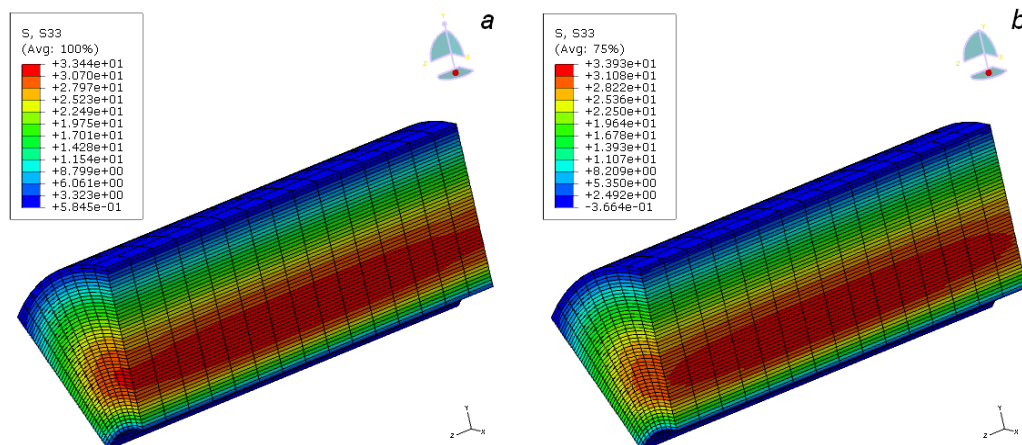 a
S, S33
(Avg: 100%)
+3.344e+01
+3.070e+01
+2.797e+01
+2.523e+01
+2.249e+01
+1.975e+01
+1.701e+01
+1.428e+01
+1.154e+01
+8.799e+00
+6.061e+00
+3.323e+00
+5.845e-01
Y
Z
X
Y
Z
X
b
S, S33
(Avg: 75%)
+3.393e+01
+3.108e+01
+2.822e+01
+2.536e+01
+2.250e+01
+1.964e+01
+1.678e+01
+1.393e+01
+1.107e+01
+8.209e+00
+5.350e+00
+2.492e+00
-3.664e-01
Y
Z
X
Y
Z
X